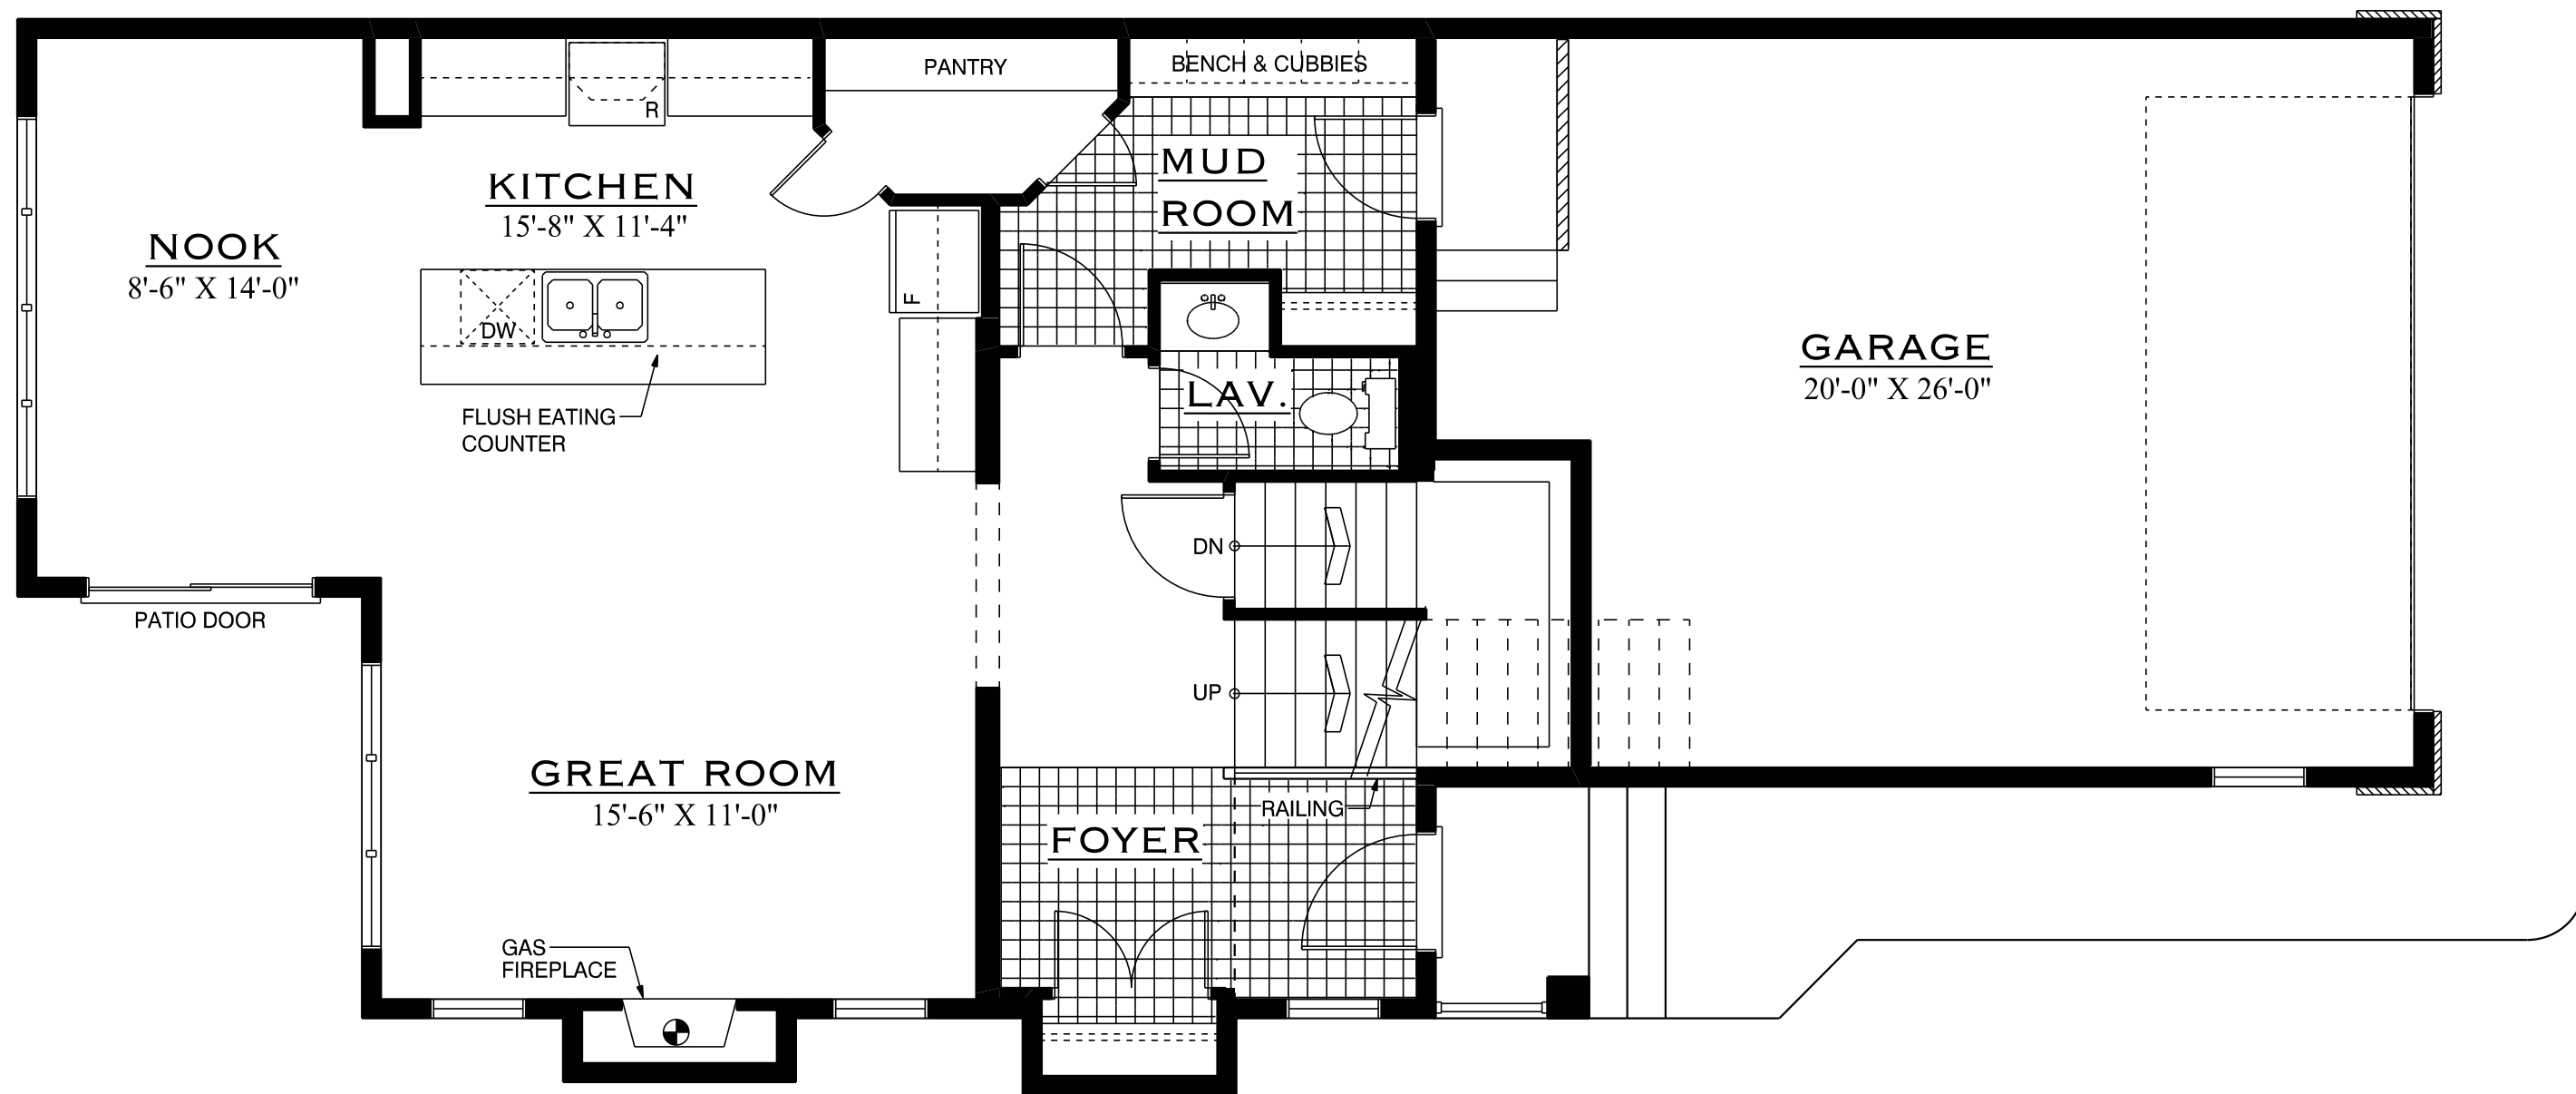 PANTRY
BENCH & CUBBIES
R
MUD
ROOM
KITCHEN
15'-8" X 11'-4"
NOOK
8'-6" X 14'-0"
F
DW
FLUSH EATING
COUNTER
LAV.
GARAGE
20'-0" X 26'-0"
DN
PATIO DOOR
UP
GREAT ROOM
15'-6" X 11'-0"
RAILING
FOYER
GAS
FIREPLACE